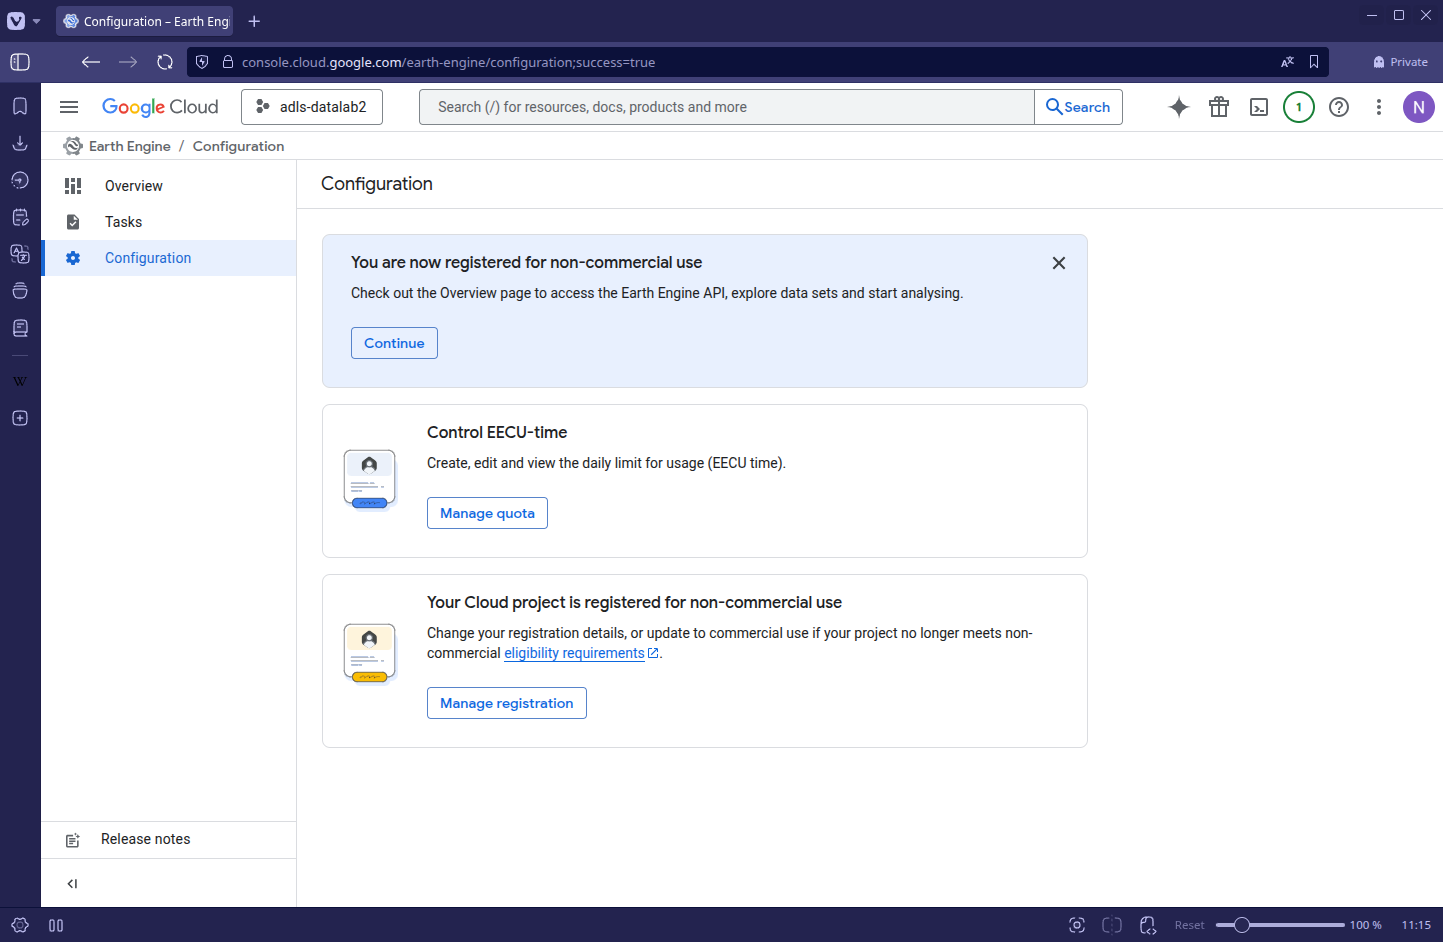 Configuration – Earth Engi
console.cloud.google.com/earth-engine/configuration;success=true
Private
Google Cloud
adls-datalab2
Search (/) for resources, docs, products and more
Search
1
N
Earth Engine / Configuration
Overview
Tasks
Configuration
Release notes
Configuration
You are now registered for non-commercial use
Check out the Overview page to access the Earth Engine API, explore data sets and start analysing.
Continue
Control EECU-time
Create, edit and view the daily limit for usage (EECU time).
Manage quota
Your Cloud project is registered for non-commercial use
Change your registration details, or update to commercial use if your project no longer meets non-
commercial eligibility requirements.
Manage registration
W
Reset
100 %
11:15